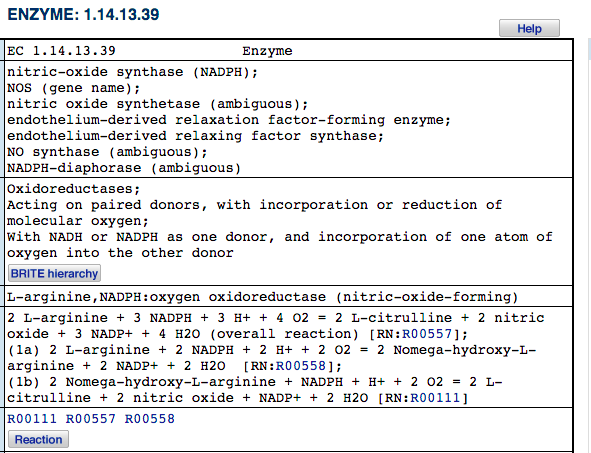 ENZYME: 1.14.13.39
Help
EC 1.14.13.39 Enzyme
nitric-oxide synthase (NADPH);
NOS (gene name);
nitric oxide synthetase (ambiguous);
endothelium-derived relaxation factor-forming enzyme;
endothelium-derived relaxing factor synthase;
NO synthase (ambiguous);
NADPH-diaphorase (ambiguous)
Oxidoreductases;
Acting on paired donors, with incorporation or reduction of
molecular oxygen;
With NADH or NADPH as one donor, and incorporation of one atom of
oxygen into the other donor
BRITE hierarchy
L-arginine,NADPH:oxygen oxidoreductase (nitric-oxide-forming)
2 L-arginine + 3 NADPH + 3 H+ + 4 O2 = 2 L-citrulline + 2 nitric
oxide + 3 NADP+ + 4 H2O (overall reaction) [RN:R00557];
(1a) 2 L-arginine + 2 NADPH + 2 H+ + 2 O2 = 2 Nomega-hydroxy-L-
arginine + 2 NADP+ + 2 H2O [RN:R00558];
(1b) 2 Nomega-hydroxy-L-arginine + NADPH + H+ + 2 O2 = 2 L-
citrulline + 2 nitric oxide + NADP+ + 2 H2O [RN:R00111]
R00111 R00557 R00558
Reaction